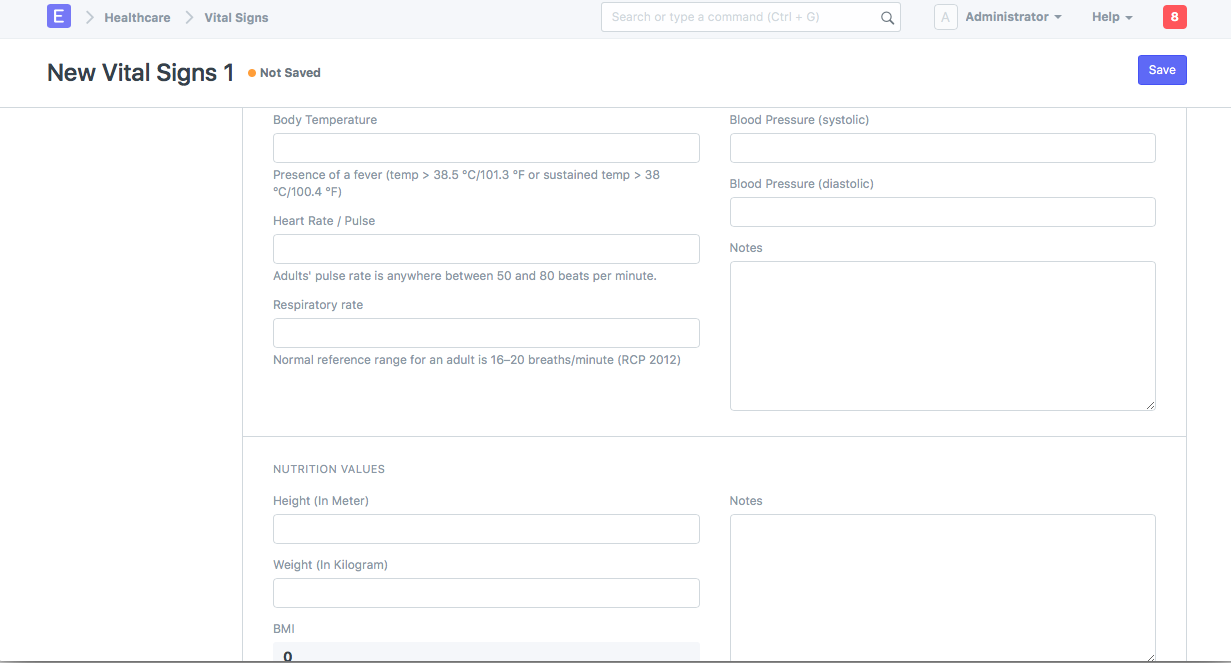 E Healthcare Vital Signs Search or type a command (Ctrl + G) A Administrator Help 8
New Vital Signs 1 Not Saved Save
Body Temperature
Presence of a fever (temp > 38.5 °C/101.3 °F or sustained temp > 38
°C/100.4 °F)
Heart Rate / Pulse
Adults' pulse rate is anywhere between 50 and 80 beats per minute.
Respiratory rate
Normal reference range for an adult is 16–20 breaths/minute (RCP 2012)
Blood Pressure (systolic)
Blood Pressure (diastolic)
Notes
NUTRITION VALUES
Height (In Meter)
Weight (In Kilogram)
BMI
0
Notes